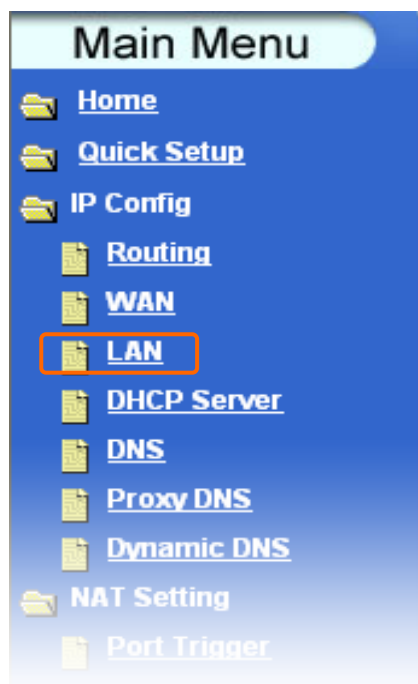 Main Menu
Home
Quick Setup
IP Config
Routing
WAN
LAN
DHCP Server
DNS
Proxy DNS
Dynamic DNS
NAT Setting
Port Trigger